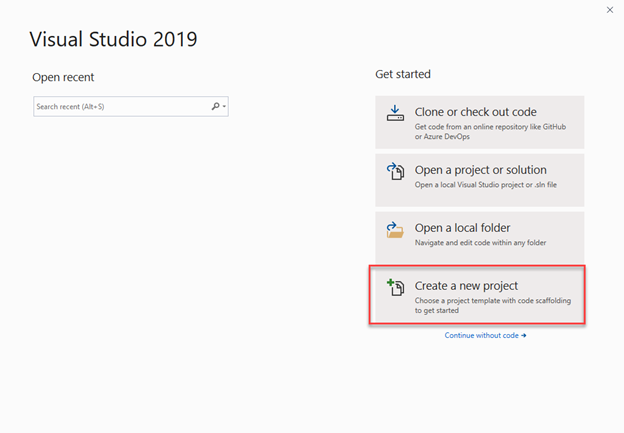 Visual Studio 2019
Open recent
Search recent (Alt+S)
Get started
Clone or check out code
Get code from an online repository like GitHub
or Azure DevOps
Open a project or solution
Open a local Visual Studio project or .sln file
Open a local folder
Navigate and edit code within any folder
Create a new project
Choose a project template with code scaffolding
to get started
Continue without code →